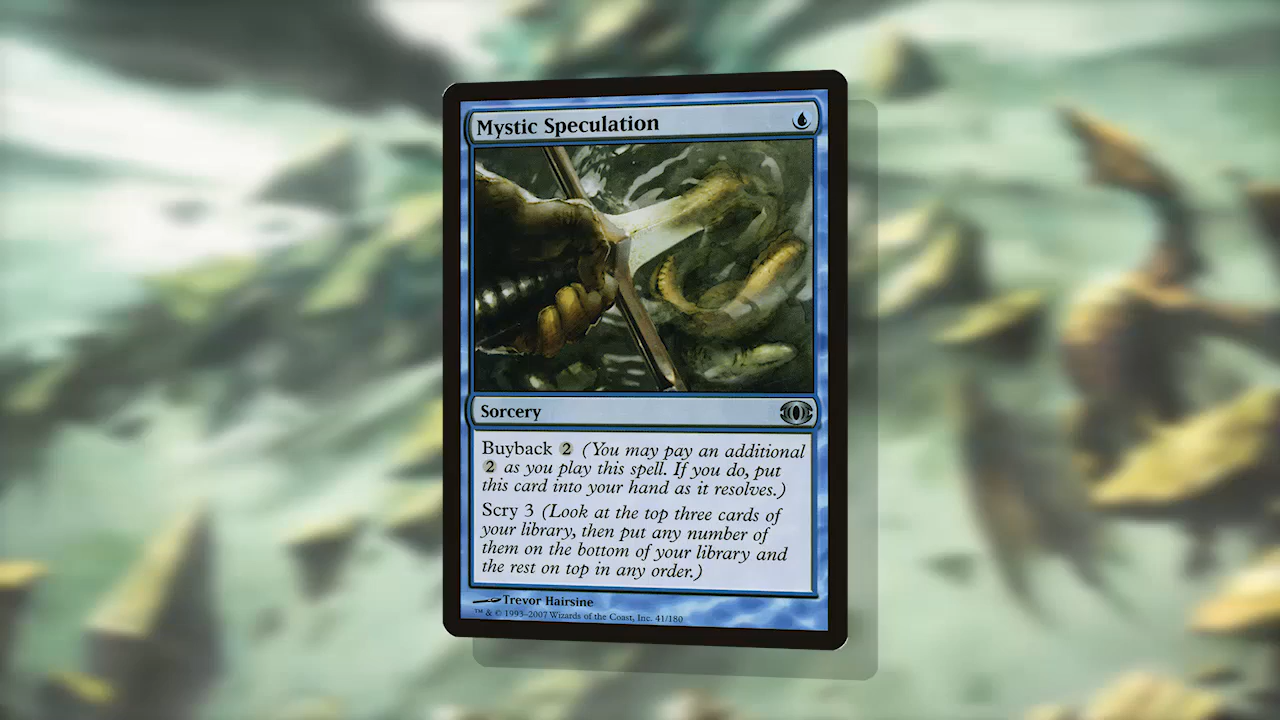 Mystic Speculation
Sorcery
Buyback 2 (You may pay an additional
2 as you play this spell. If you do, put
this card into your hand as it resolves.)
Scry 3 (Look at the top three cards of
your library, then put any number of
them on the bottom of your library and
the rest on top in any order.)
Trevor Hairsine
™ & © 1993–2007 Wizards of the Coast, Inc. 41/180